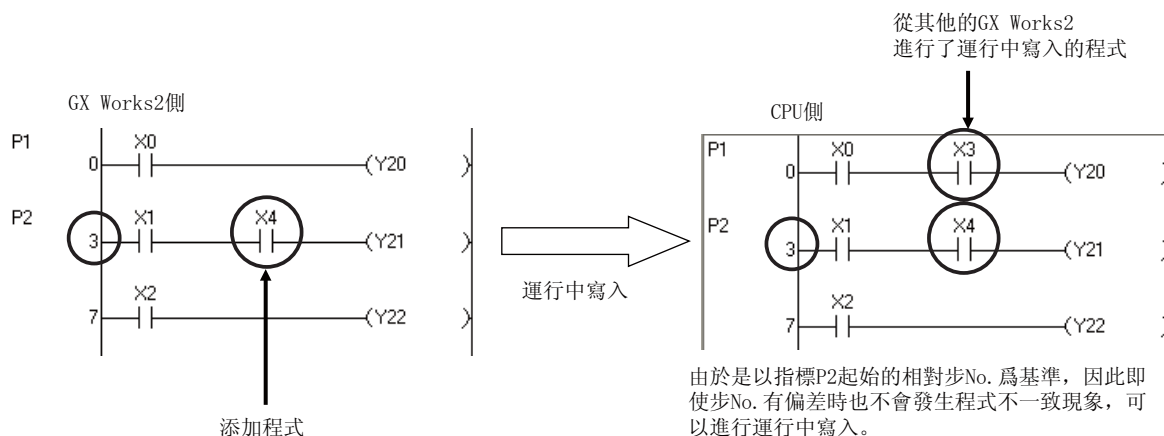 從其他的GX Works2
進行了運行中寫入的程式
GX Works2側
CPU側
P1
X0
0
(Y20
P2
X1
X4
3
(Y21
X2
7
(Y22
添加程式
運行中寫入
P1
X0
X3
0
(Y20
P2
X1
X4
3
(Y21
X2
7
(Y22
由於是以指標P2起始的相對步No.爲基準，因此即
使步No.有偏差時也不會發生程式不一致現象，可
以進行運行中寫入。